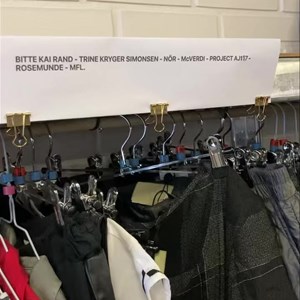 BITTE KAI RAND - TRINE KRYGER SIMONSEN - NÖR - McVERDI - PROJECT AJ117 -
ROSEMUNDE - MFL.